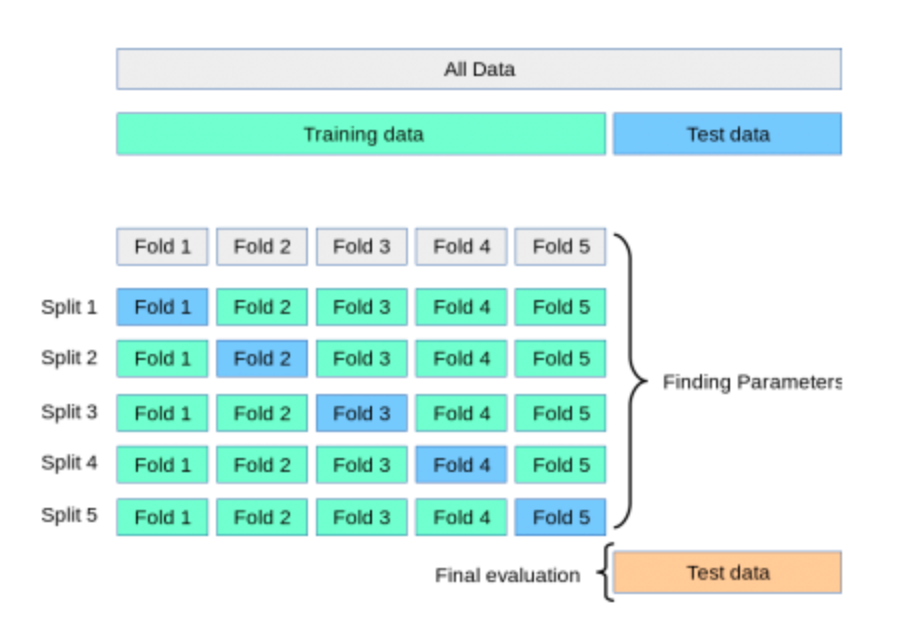 All Data
Training data Test data
Fold 1 Fold 2 Fold 3 Fold 4 Fold 5
Split 1 Fold 1 Fold 2 Fold 3 Fold 4 Fold 5
Split 2 Fold 1 Fold 2 Fold 3 Fold 4 Fold 5
Finding Parameters
Split 3 Fold 1 Fold 2 Fold 3 Fold 4 Fold 5
Split 4 Fold 1 Fold 2 Fold 3 Fold 4 Fold 5
Split 5 Fold 1 Fold 2 Fold 3 Fold 4 Fold 5
Final evaluation Test data